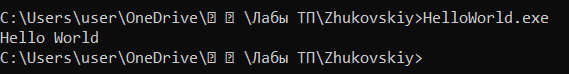 C:\Users\user\OneDrive\⍰ ⍰ \Лабы ТП\Zhukovskiy>HelloWorld.exe
Hello World
C:\Users\user\OneDrive\⍰ ⍰ \Лабы ТП\Zhukovskiy>